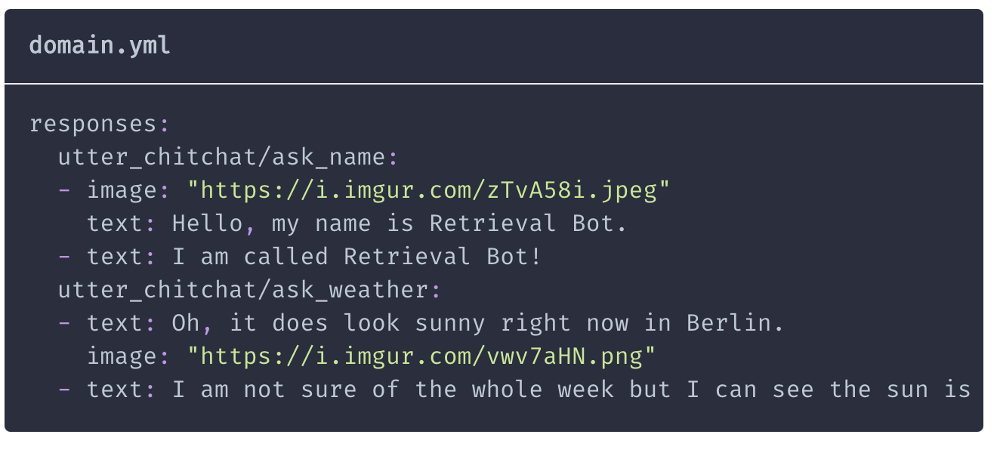 domain.yml
responses:
  utter_chitchat/ask_name:
  - image: "https://i.imgur.com/zTvA58i.jpeg"
    text: Hello, my name is Retrieval Bot.
  - text: I am called Retrieval Bot!
  utter_chitchat/ask_weather:
  - text: Oh, it does look sunny right now in Berlin.
    image: "https://i.imgur.com/vwv7aHN.png"
  - text: I am not sure of the whole week but I can see the sun is